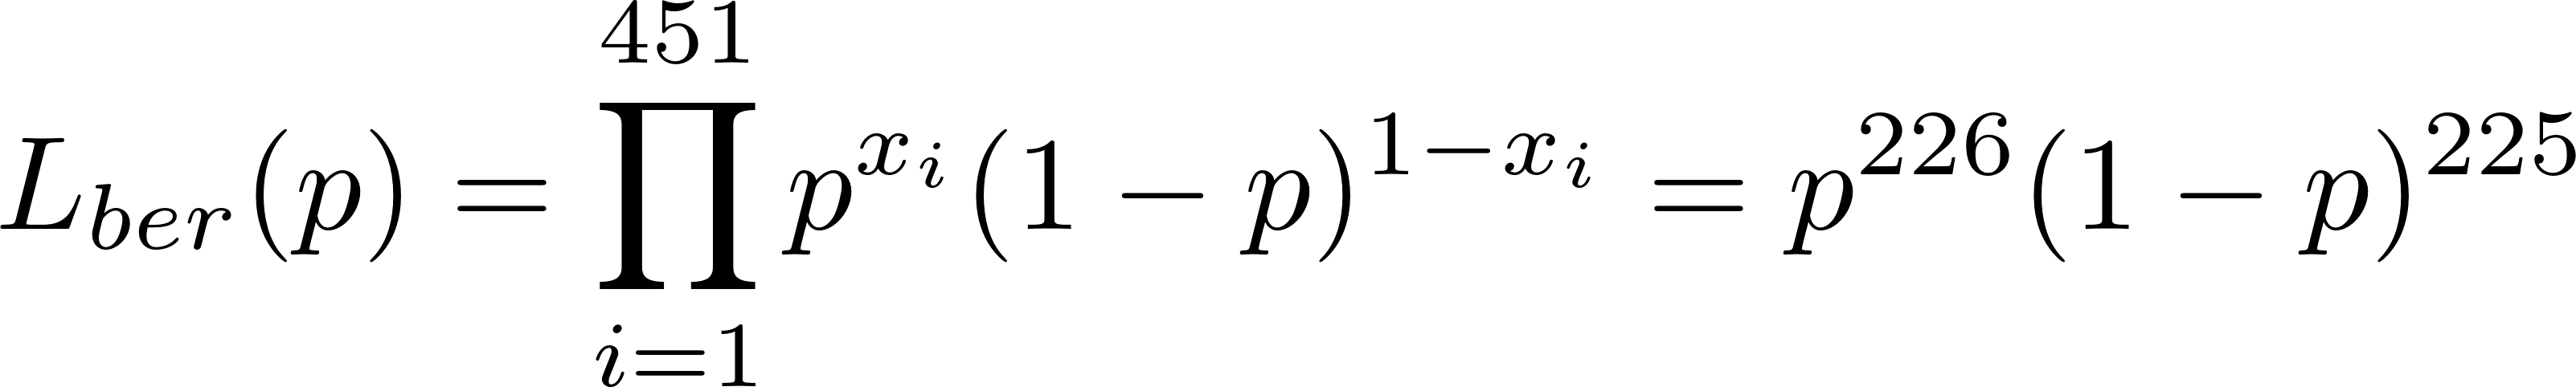 L_{ber}(p) = \prod_{i=1}^{451} p^{x_i}(1-p)^{1-x_i} = p^{226}(1-p)^{225}